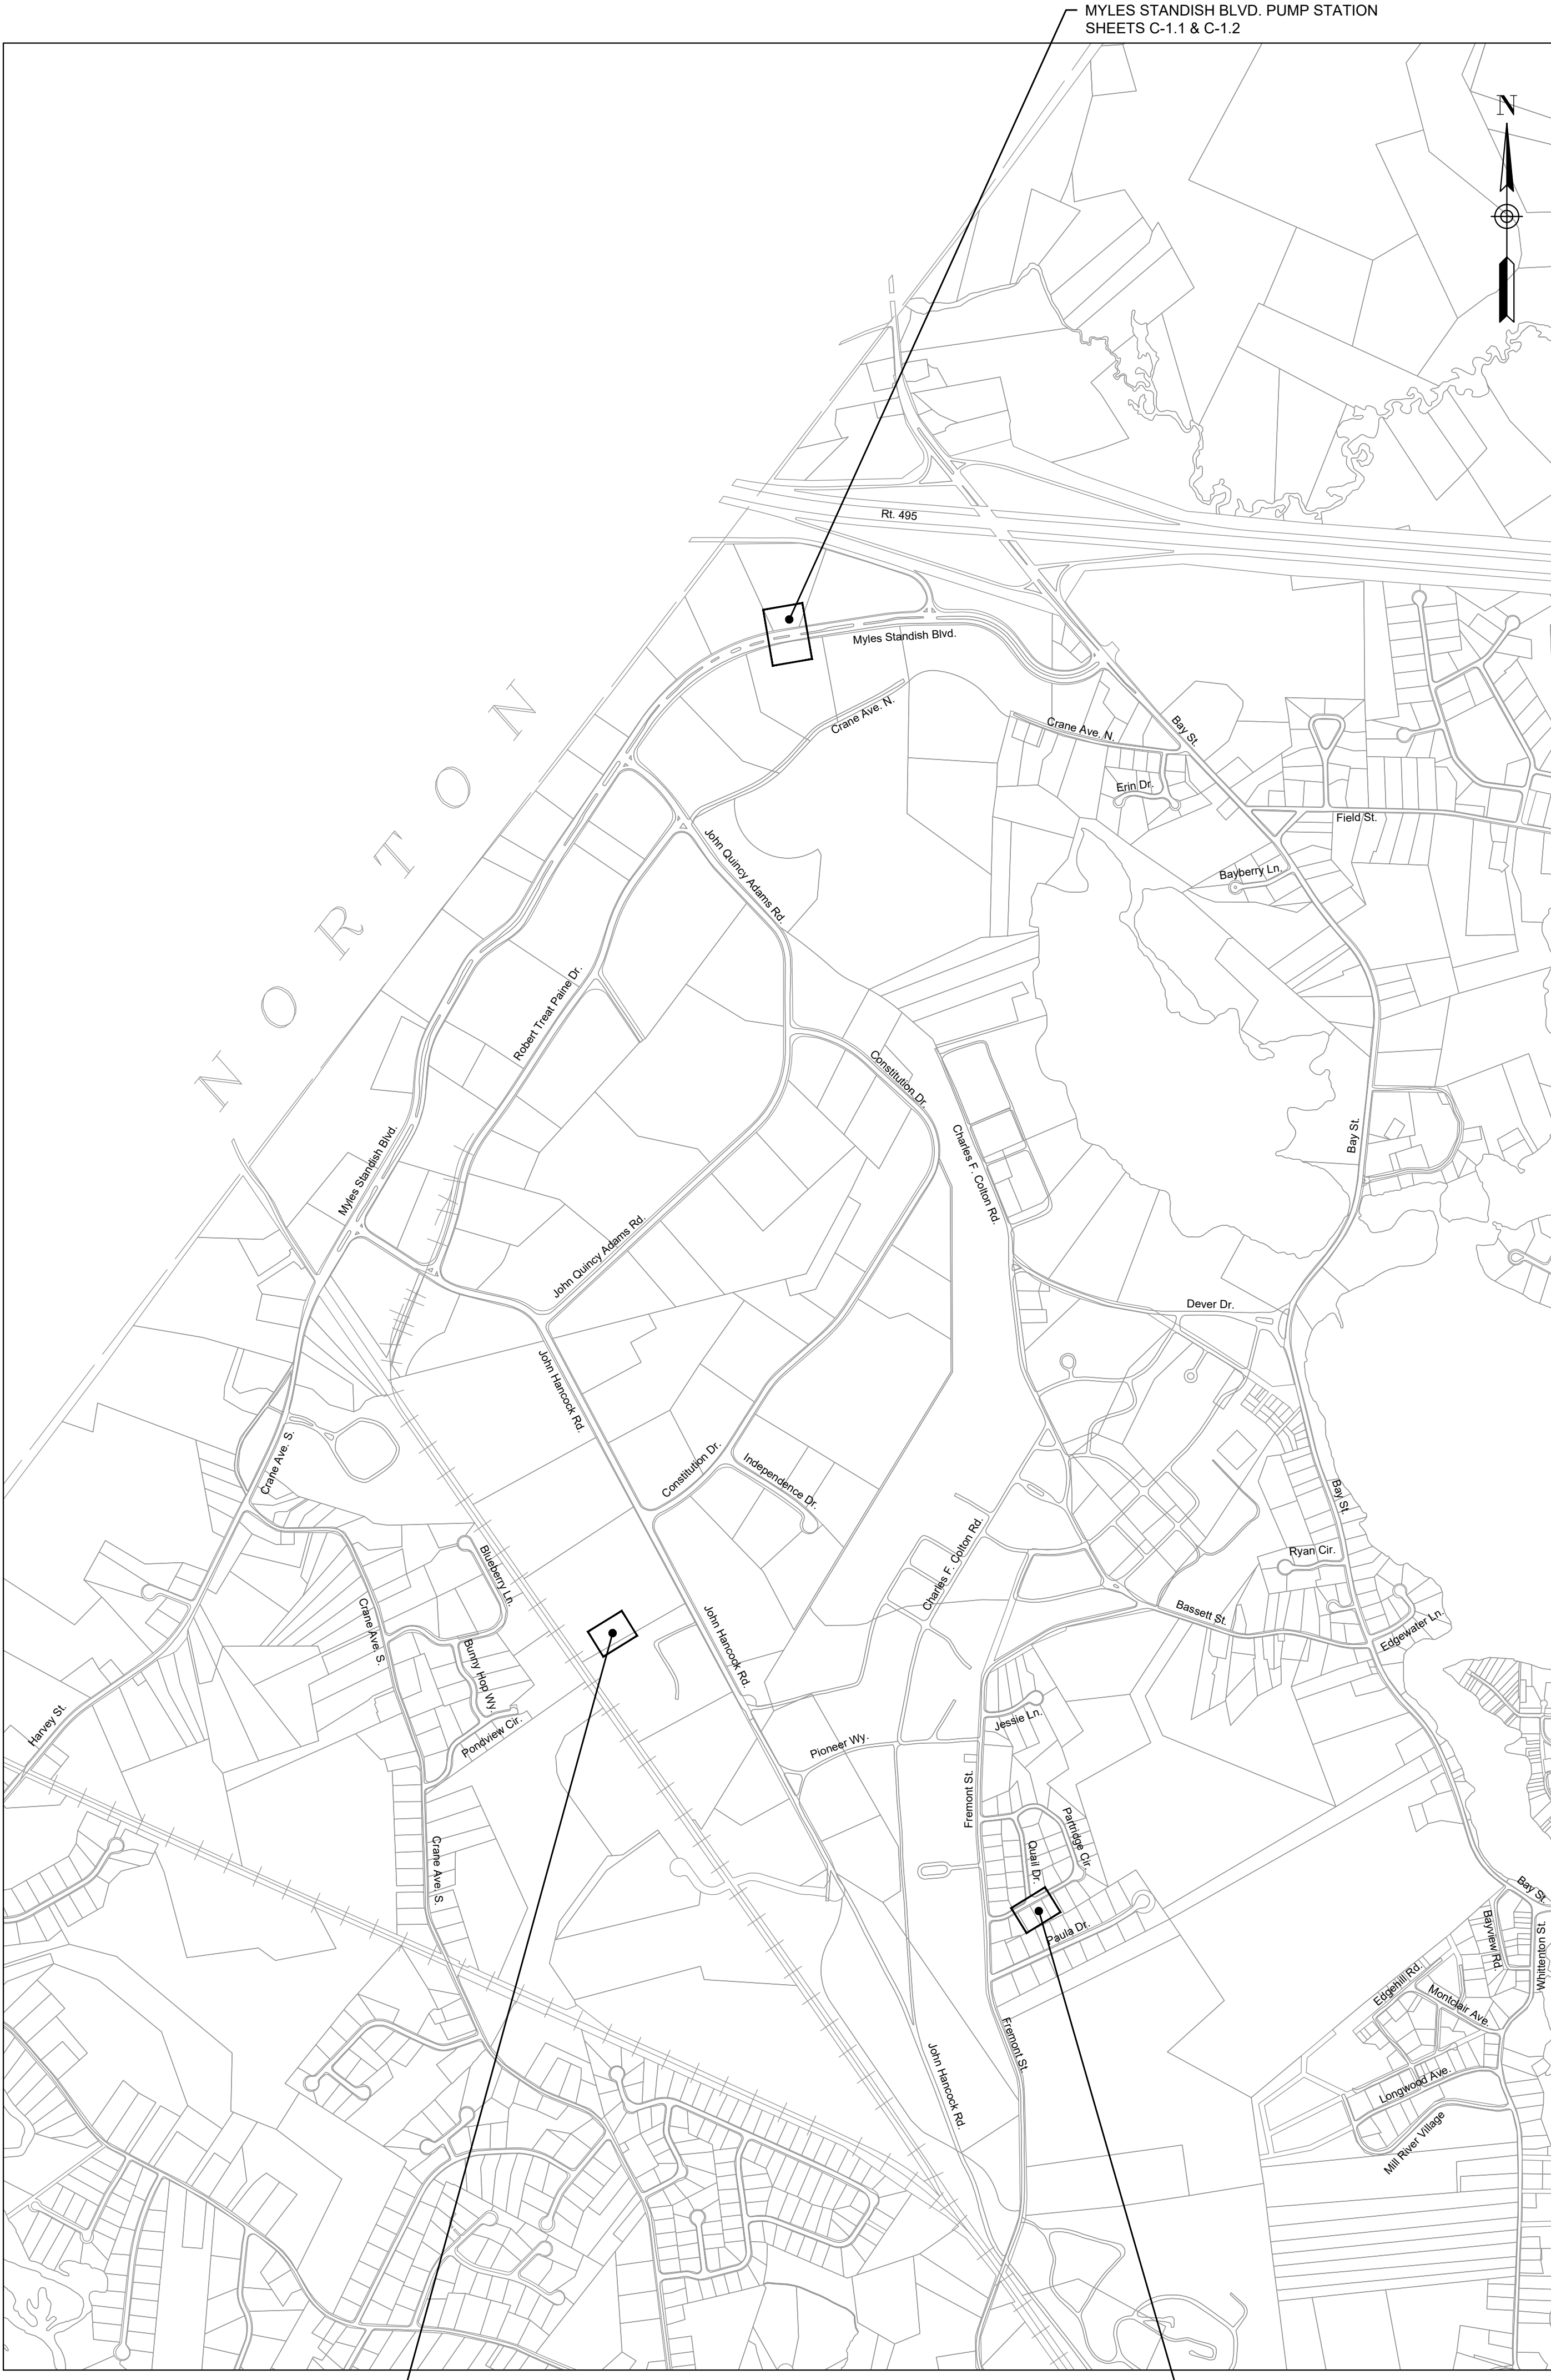 MYLES STANDISH BLVD. PUMP STATION
SHEETS C-1.1 & C-1.2
N
Rt. 495
Myles Standish Blvd.
Crane Ave. N.
Crane Ave. N.
Bay St.
Erin Dr.
Field St.
Bayberry Ln.
John Quincy Adams Rd.
NORTON
Robert Treat Paine Dr.
Constitution Dr.
Charles F. Colton Rd.
Bay St.
Myles Standish Blvd.
John Quincy Adams Rd.
Dever Dr.
John Hancock Rd.
Crane Ave. S.
Constitution Dr.
Independence Dr.
Bay St.
Charles F. Colton Rd.
Ryan Cir.
Blueberry Ln.
Bassett St.
Edgewater Ln.
Crane Ave. S.
Bunny Hop Wy.
John Hancock Rd.
Harvey St.
Pondview Cir.
Jessie Ln.
Pioneer Wy.
Fremont St.
Partridge Cir.
Quail Dr.
Crane Ave. S.
Paula Dr.
Bay St.
Bayview Rd.
Whittenton St.
Edgehill Rd.
Montclair Ave.
Fremont St.
John Hancock Rd.
Longwood Ave.
Mill River Village